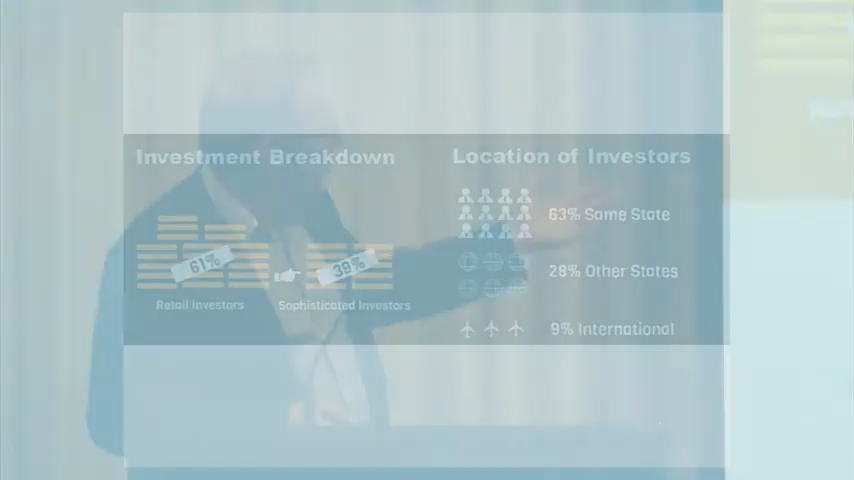 Investment Breakdown
61%
39%
Retail Investors
Sophisticated Investors
Location of Investors
63% Same State
28% Other States
9% International